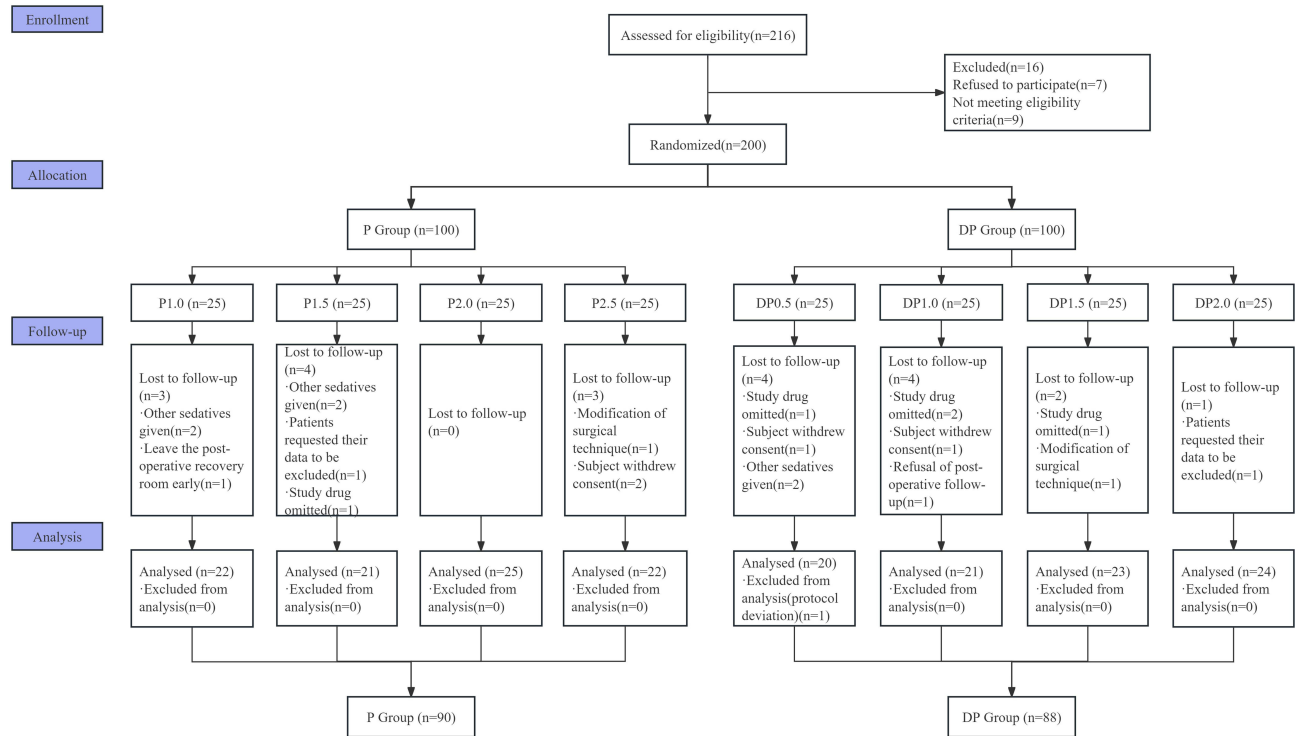 Enrollment
Assessed for eligibility(n=216)
Excluded(n=16)
Refused to participate(n=7)
Not meeting eligibility
criteria(n=9)
Randomized(n=200)
Allocation
P Group (n=100)
DP Group (n=100)
P1.0 (n=25)
P1.5 (n=25)
P2.0 (n=25)
P2.5 (n=25)
DP0.5 (n=25)
DP1.0 (n=25)
DP1.5 (n=25)
DP2.0 (n=25)
Follow-up
Lost to follow-up
(n=3)
·Other sedatives
given(n=2)
·Leave the post-
operative recovery
room early(n=1)
Lost to follow-up
(n=4)
·Other sedatives
given(n=2)
·Patients
requested their
data to be
excluded(n=1)
·Study drug
omitted(n=1)
Lost to follow-up
(n=0)
Lost to follow-up
(n=3)
·Modification of
surgical
technique(n=1)
·Subject withdrew
consent(n=2)
Lost to follow-up
(n=4)
·Study drug
omitted(n=1)
·Subject withdrew
consent(n=1)
·Other sedatives
given(n=2)
Lost to follow-up
(n=4)
·Study drug
omitted(n=2)
·Subject withdrew
consent(n=1)
·Refusal of post-
operative follow-
up(n=1)
Lost to follow-up
(n=2)
·Study drug
omitted(n=1)
·Modification of
surgical
technique(n=1)
Lost to follow-up
(n=1)
·Patients
requested their
data to be
excluded(n=1)
Analysis
Analysed (n=22)
·Excluded from
analysis(n=0)
Analysed (n=21)
·Excluded from
analysis(n=0)
Analysed (n=25)
·Excluded from
analysis(n=0)
Analysed (n=22)
·Excluded from
analysis(n=0)
Analysed (n=20)
·Excluded from
analysis(protocol
deviation)(n=1)
Analysed (n=21)
·Excluded from
analysis(n=0)
Analysed (n=23)
·Excluded from
analysis(n=0)
Analysed (n=24)
·Excluded from
analysis(n=0)
P Group (n=90)
DP Group (n=88)